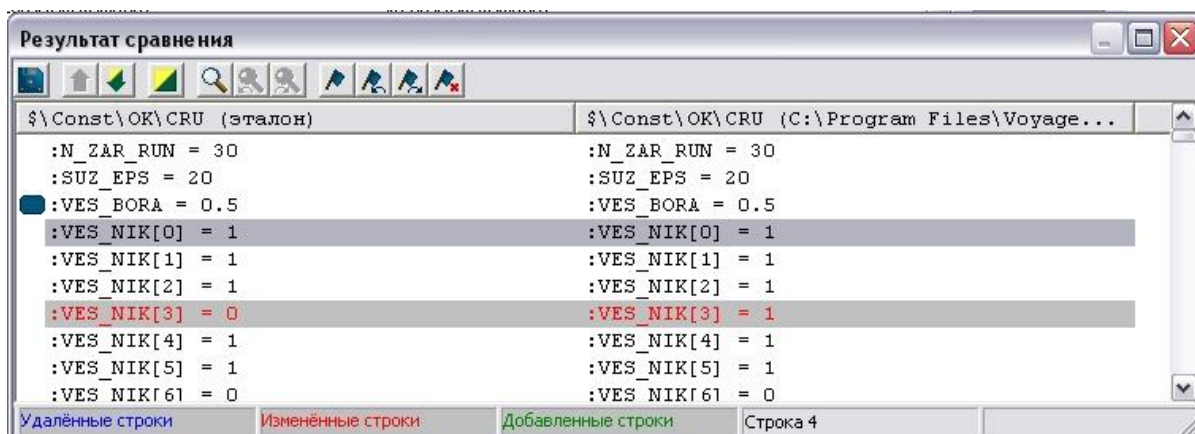 Результат сравнения
$\Const\OK\CRU (эталон) $\Const\OK\CRU (C:\Program Files\Voyage...
:N_ZAR_RUN = 30 :N_ZAR_RUN = 30
:SUZ_EPS = 20 :SUZ_EPS = 20
:VES_BORA = 0.5 :VES_BORA = 0.5
:VES_NIK[0] = 1 :VES_NIK[0] = 1
:VES_NIK[1] = 1 :VES_NIK[1] = 1
:VES_NIK[2] = 1 :VES_NIK[2] = 1
:VES_NIK[3] = 0 :VES_NIK[3] = 1
:VES_NIK[4] = 1 :VES_NIK[4] = 1
:VES_NIK[5] = 1 :VES_NIK[5] = 1
:VES_NIK[6] = 0 :VES_NIK[6] = 0
Удалённые строки Изменённые строки Добавленные строки Строка 4